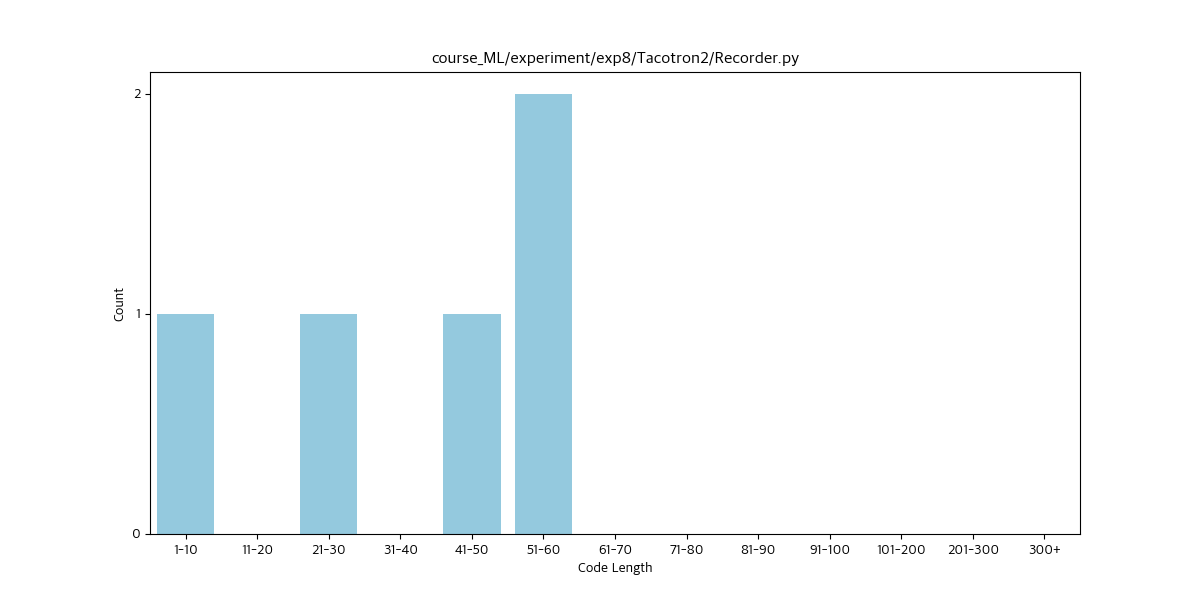 course_ML/experiment/exp8/Tacotron2/Recorder.py
2
1
0
Count
1-10 11-20 21-30 31-40 41-50 51-60 61-70 71-80 81-90 91-100 101-200 201-300 300+
Code Length